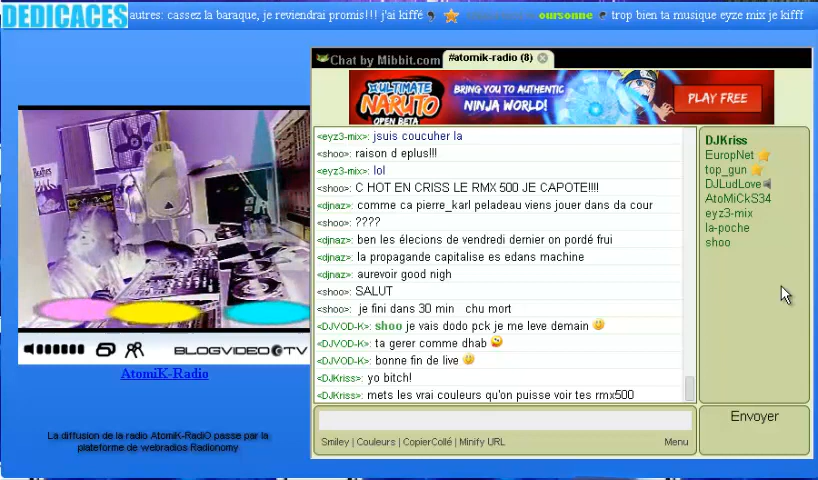 DEDICACES
autres: cassez la baraque, je reviendrai promis!!! j'ai kiffé
oursonne
trop bien ta musique eyze mix je kifff
Chat by Mibbit.com
#atomik-radio (8)
ULTIMATE NARUTO OPEN BETA
BRING YOU TO AUTHENTIC NINJA WORLD!
PLAY FREE
<eyz3-mix>: jsuis coucuher la
<shoo>: raison d eplus!!!
<eyz3-mix>: lol
<shoo>: C HOT EN CRISS LE RMX 500 JE CAPOTE!!!!
<djnaz>: comme ca pierre_karl peladeau viens jouer dans da cour
<shoo>: ????
<djnaz>: ben les élecions de vendredi dernier on pordé frui
<djnaz>: la propagande capitalise es edans machine
<djnaz>: aurevoir good nigh
<shoo>: SALUT
<shoo>: je fini dans 30 min chu mort
<DJVOD-K>: shoo je vais dodo pck je me leve demain
<DJVOD-K>: ta gerer comme dhab
<DJVOD-K>: bonne fin de live
<DJKriss>: yo bitch!
<DJKriss>: mets les vrai couleurs qu'on puisse voir tes rmx500
DJKriss
EuropNet
top_gun
DJLudLove
AtoMiCkS34
eyz3-mix
la-poche
shoo
Envoyer
Smiley | Couleurs | CopierCollé | Minify URL
Menu
BLOGVIDEO TV
AtomiK-Radio
La diffusion de la radio AtomiK-RadiO passe par la
plateforme de webradios Radionomy